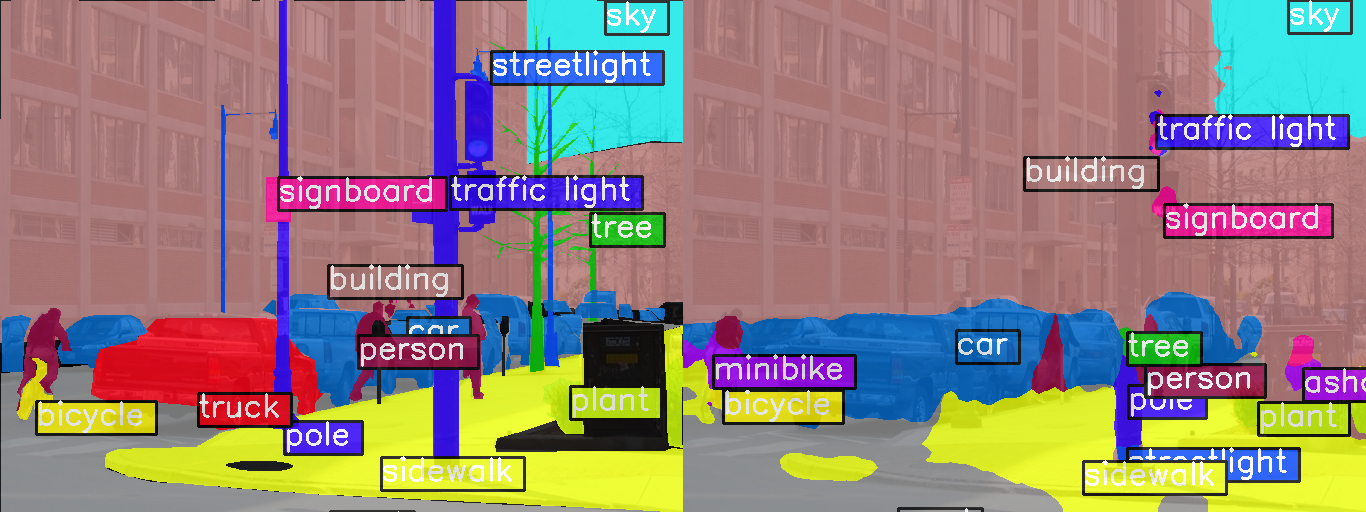 sky
streetlight
signboard
traffic light
tree
building
car
person
truck
bicycle
plant
pole
sidewalk
sky
traffic light
building
signboard
car
tree
minibike
person
bicycle
pole
plant
streetlight
sidewalk